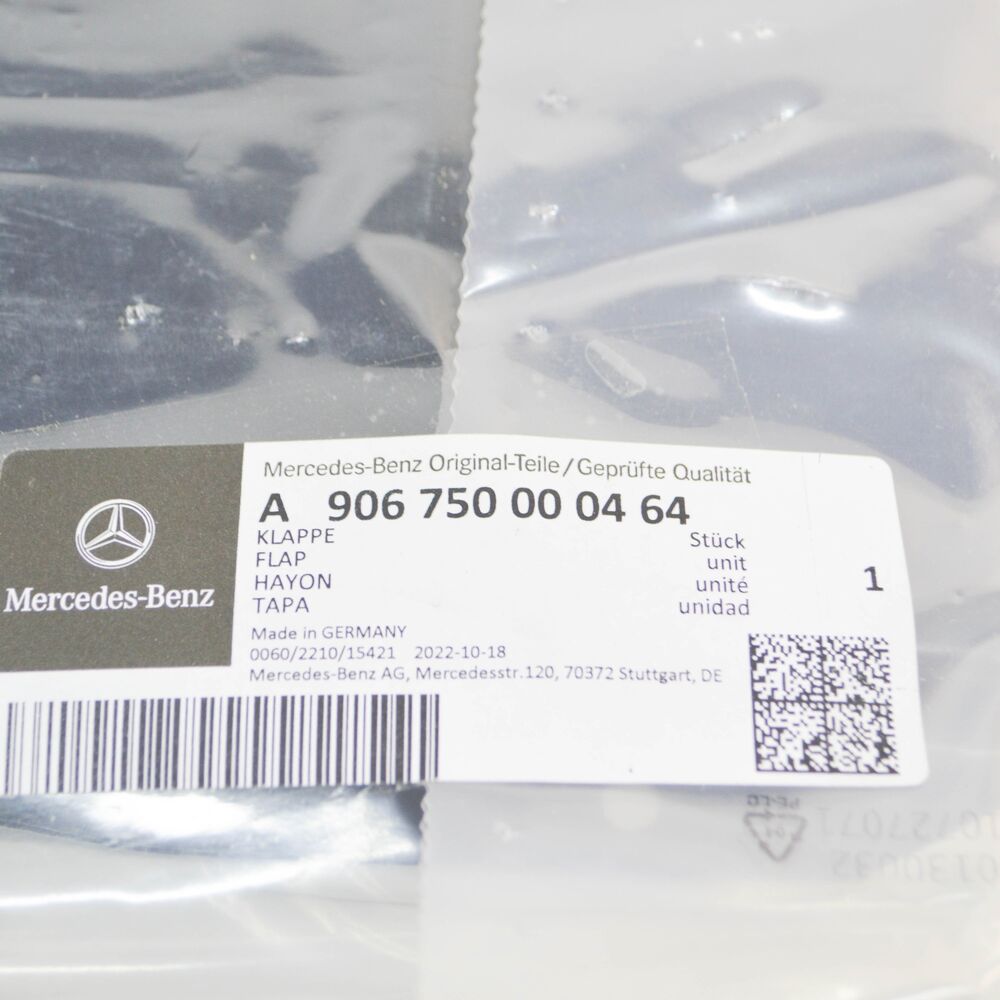 Mercedes-Benz Original-Teile/Geprüfte Qualität
A 906 750 00 04 64
KLAPPE
FLAP
HAYON
TAPA
Stück
unit
unité
unidad
1
Mercedes-Benz
Made in GERMANY
0060/2210/15421 2022-10-18
Mercedes-Benz AG, Mercedesstr.120, 70372 Stuttgart, DE